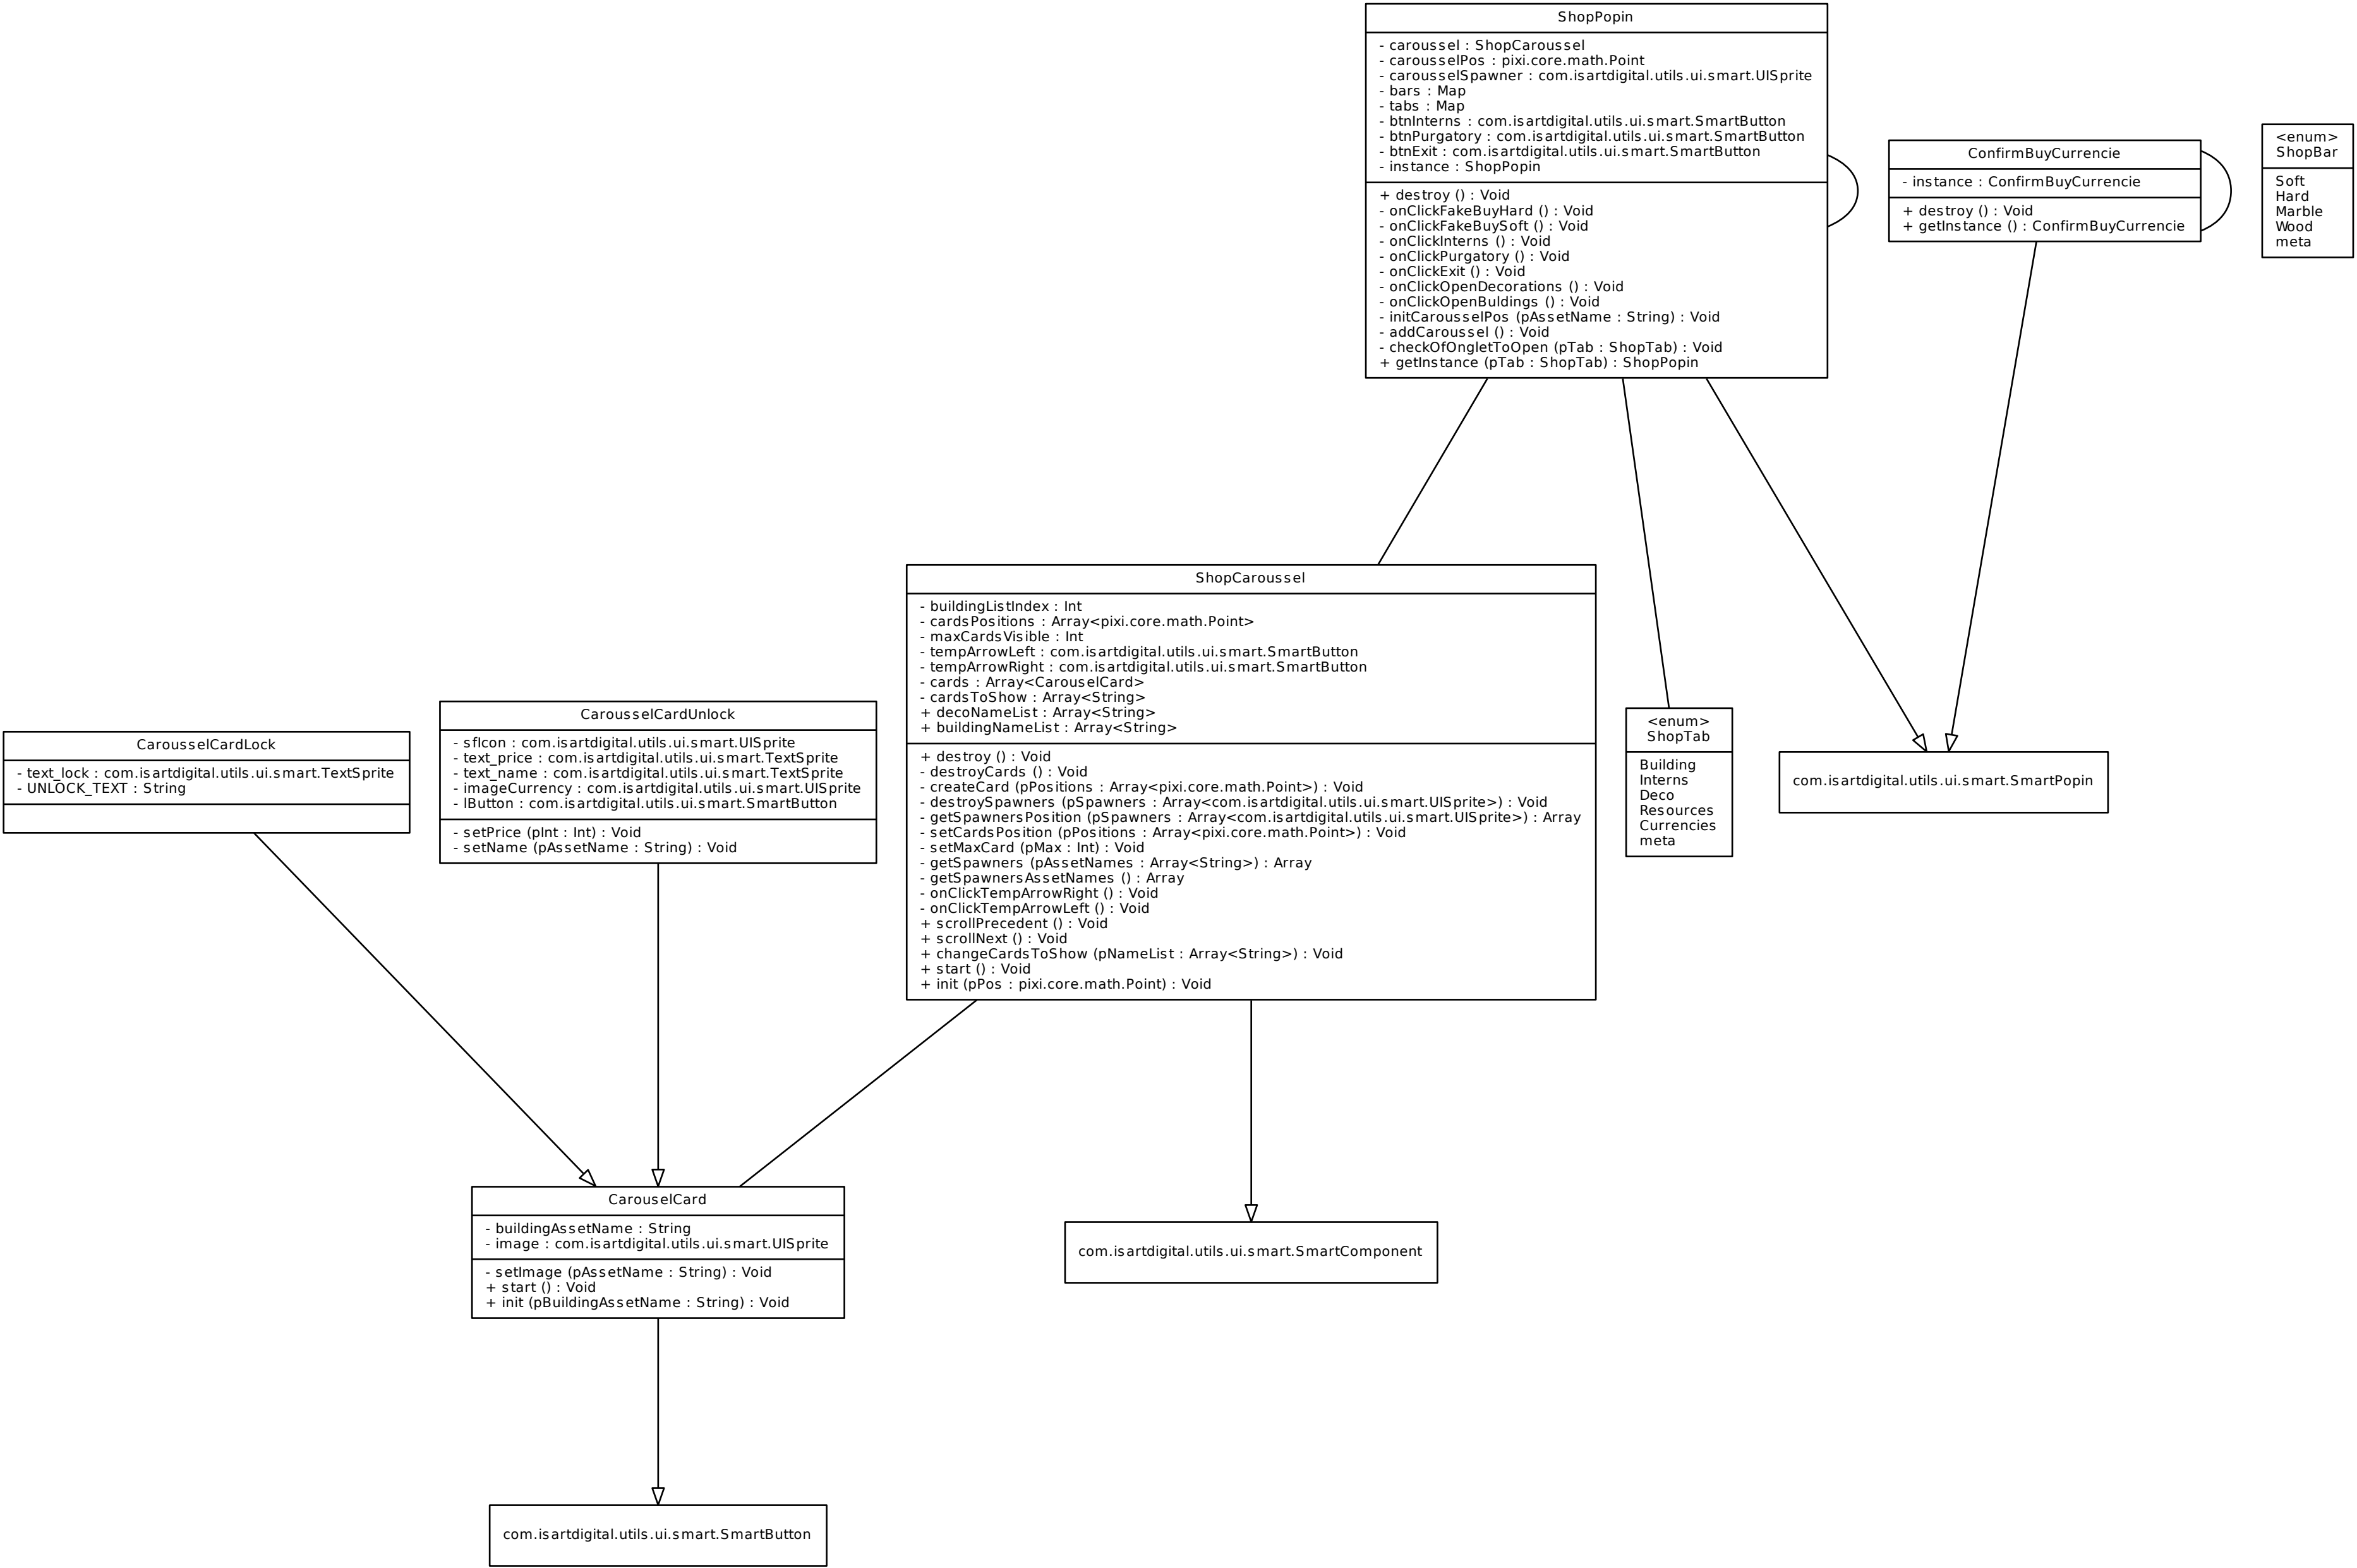 ShopPopin
- caroussel : ShopCaroussel
- carousselPos : pixi.core.math.Point
- carousselSpawner : com.isartdigital.utils.ui.smart.UISprite
- bars : Map
- tabs : Map
- btnInterns : com.isartdigital.utils.ui.smart.SmartButton
- btnPurgatory : com.isartdigital.utils.ui.smart.SmartButton
- btnExit : com.isartdigital.utils.ui.smart.SmartButton
- instance : ShopPopin
+ destroy () : Void
- onClickFakeBuyHard () : Void
- onClickFakeBuySoft () : Void
- onClickInterns () : Void
- onClickPurgatory () : Void
- onClickExit () : Void
- onClickOpenDecorations () : Void
- onClickOpenBuldings () : Void
- initCarousselPos (pAssetName : String) : Void
- addCaroussel () : Void
- checkOfOngletToOpen (pTab : ShopTab) : Void
+ getInstance (pTab : ShopTab) : ShopPopin
ConfirmBuyCurrencie
- instance : ConfirmBuyCurrencie
+ destroy () : Void
+ getInstance () : ConfirmBuyCurrencie
<enum>
ShopBar
Soft
Hard
Marble
Wood
meta
ShopCaroussel
- buildingListIndex : Int
- cardsPositions : Array<pixi.core.math.Point>
- maxCardsVisible : Int
- tempArrowLeft : com.isartdigital.utils.ui.smart.SmartButton
- tempArrowRight : com.isartdigital.utils.ui.smart.SmartButton
- cards : Array<CarouselCard>
- cardsToShow : Array<String>
+ decoNameList : Array<String>
+ buildingNameList : Array<String>
+ destroy () : Void
- destroyCards () : Void
- createCard (pPositions : Array<pixi.core.math.Point>) : Void
- destroySpawners (pSpawners : Array<com.isartdigital.utils.ui.smart.UISprite>) : Void
- getSpawnersPosition (pSpawners : Array<com.isartdigital.utils.ui.smart.UISprite>) : Array
- setCardsPosition (pPositions : Array<pixi.core.math.Point>) : Void
- setMaxCard (pMax : Int) : Void
- getSpawners (pAssetNames : Array<String>) : Array
- getSpawnersAssetNames () : Array
- onClickTempArrowRight () : Void
- onClickTempArrowLeft () : Void
+ scrollPrecedent () : Void
+ scrollNext () : Void
+ changeCardsToShow (pNameList : Array<String>) : Void
+ start () : Void
+ init (pPos : pixi.core.math.Point) : Void
CarousselCardLock
- text_lock : com.isartdigital.utils.ui.smart.TextSprite
- UNLOCK_TEXT : String
CarousselCardUnlock
- sfIcon : com.isartdigital.utils.ui.smart.UISprite
- text_price : com.isartdigital.utils.ui.smart.TextSprite
- text_name : com.isartdigital.utils.ui.smart.TextSprite
- imageCurrency : com.isartdigital.utils.ui.smart.UISprite
- lButton : com.isartdigital.utils.ui.smart.SmartButton
- setPrice (pInt : Int) : Void
- setName (pAssetName : String) : Void
<enum>
ShopTab
Building
Interns
Deco
Resources
Currencies
meta
com.isartdigital.utils.ui.smart.SmartPopin
CarouselCard
- buildingAssetName : String
- image : com.isartdigital.utils.ui.smart.UISprite
- setImage (pAssetName : String) : Void
+ start () : Void
+ init (pBuildingAssetName : String) : Void
com.isartdigital.utils.ui.smart.SmartComponent
com.isartdigital.utils.ui.smart.SmartButton